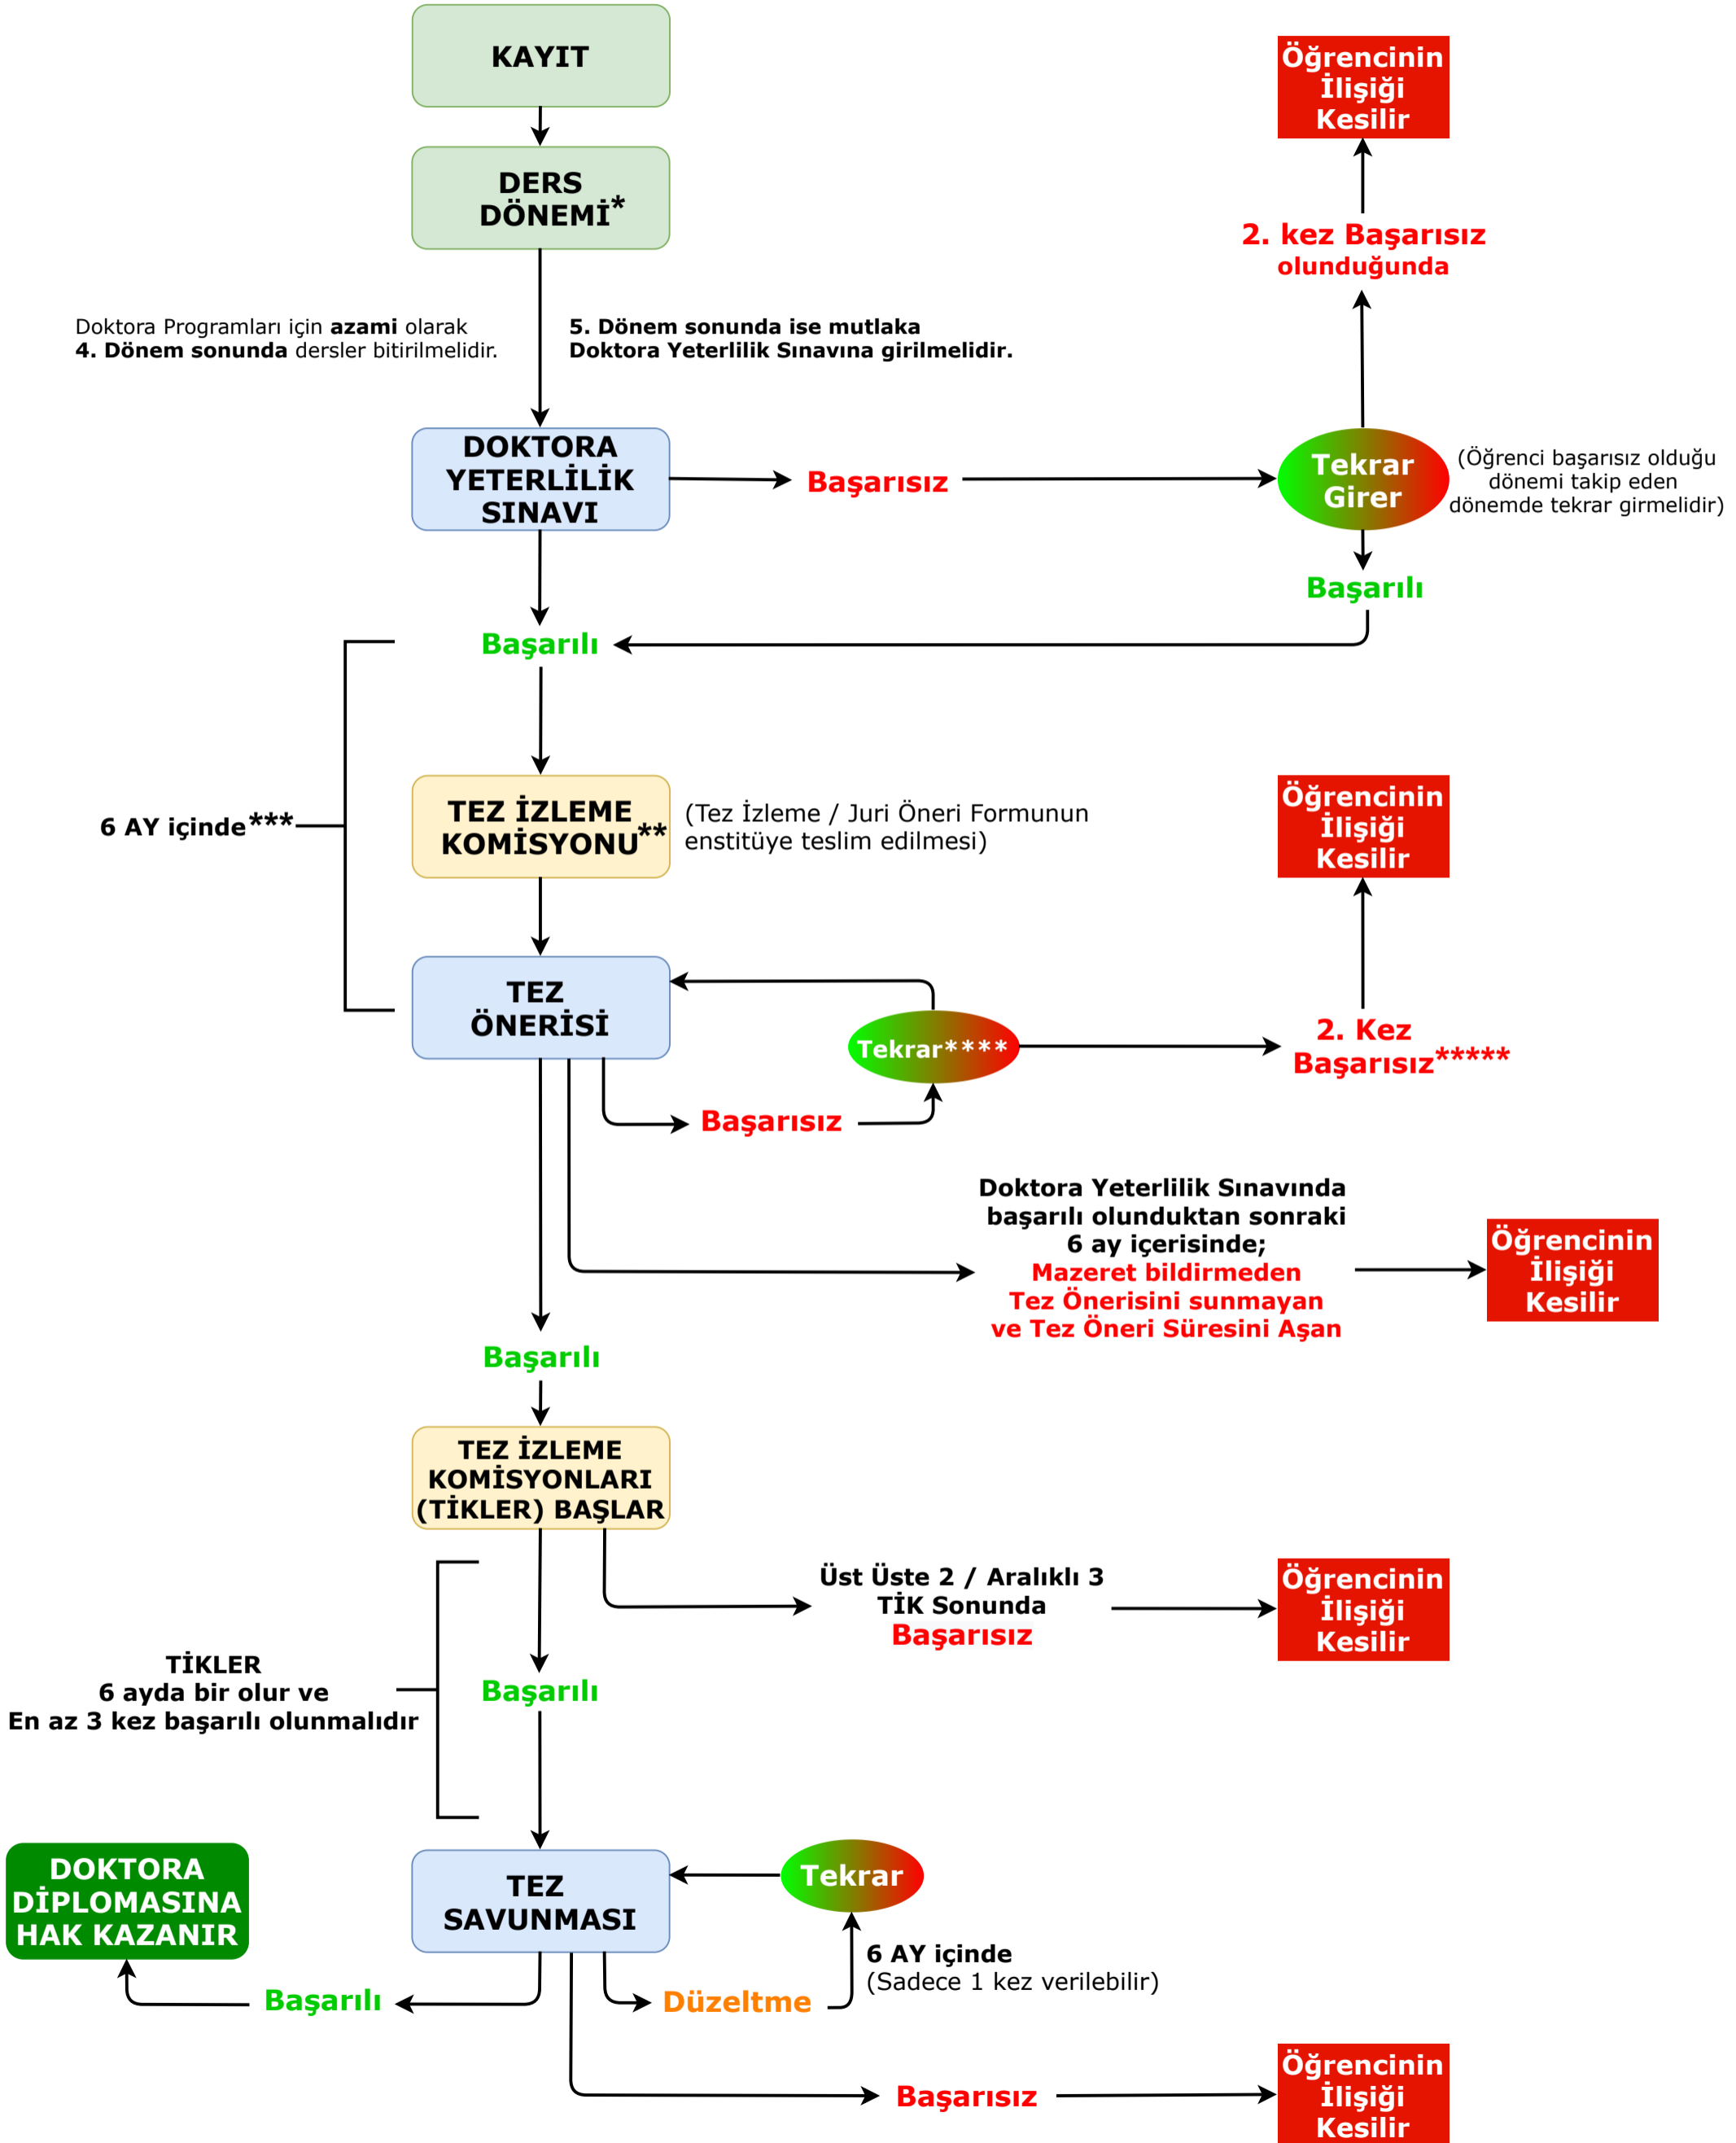 KAYIT
Öğrencinin
İlişiği
Kesilir
DERS
DÖNEMİ*
2. kez Başarısız
olunduğunda
Doktora Programları için azami olarak
4. Dönem sonunda dersler bitirilmelidir.
5. Dönem sonunda ise mutlaka
Doktora Yeterlilik Sınavına girilmelidir.
DOKTORA
YETERLİLİK
SINAVI
Başarısız
Tekrar
Girer
(Öğrenci başarısız olduğu
dönemi takip eden
dönemde tekrar girmelidir)
Başarılı
Başarılı
6 AY içinde***
TEZ İZLEME
KOMİSYONU**
(Tez İzleme / Juri Öneri Formunun
enstitüye teslim edilmesi)
Öğrencinin
İlişiği
Kesilir
TEZ
ÖNERİSİ
Tekrar****
2. Kez
Başarısız*****
Başarısız
Doktora Yeterlilik Sınavında
başarılı olunduktan sonraki
6 ay içerisinde;
Mazeret bildirmeden
Tez Önerisini sunmayan
ve Tez Öneri Süresini Aşan
Öğrencinin
İlişiği
Kesilir
Başarılı
TEZ İZLEME
KOMİSYONLARI
(TİKLER) BAŞLAR
Üst Üste 2 / Aralıklı 3
TİK Sonunda
Başarısız
Öğrencinin
İlişiği
Kesilir
TİKLER
6 ayda bir olur ve
En az 3 kez başarılı olunmalıdır
Başarılı
DOKTORA
DİPLOMASINA
HAK KAZANIR
TEZ
SAVUNMASI
Tekrar
6 AY içinde
(Sadece 1 kez verilebilir)
Başarılı
Düzeltme
Başarısız
Öğrencinin
İlişiği
Kesilir